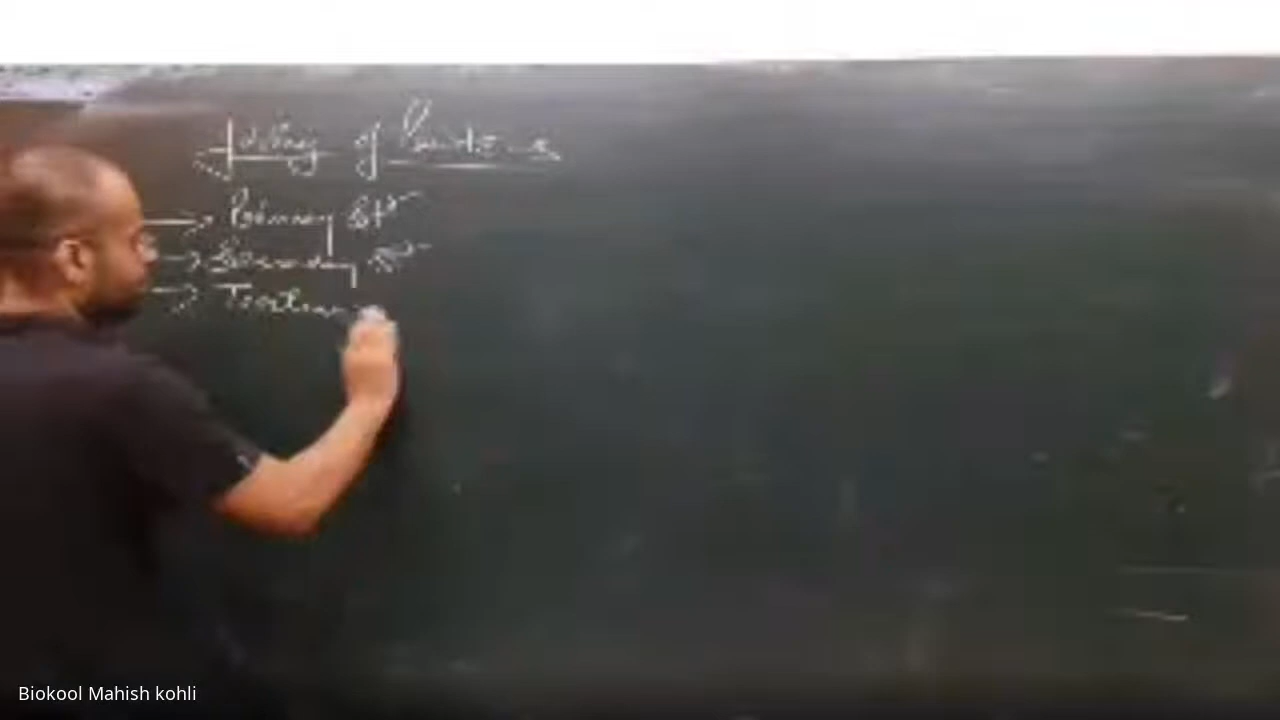 Folding of Proteins
→ Primary Str
→ Secondary Str
→ Tertiary
Biokool Mahish kohli